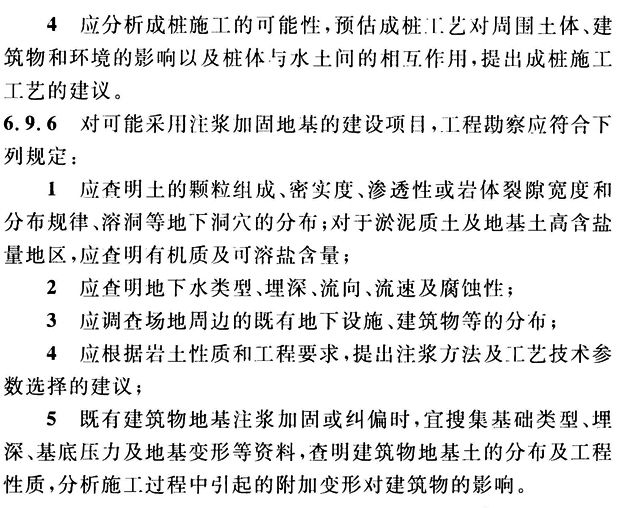 4 应分析成桩施工的可能性,预估成桩工艺对周围土体、建
筑物和环境的影响以及桩体与水土间的相互作用,提出成桩施工
工艺的建议。
6.9.6 对可能采用注浆加固地基的建设项目,工程勘察应符合下
列规定:
1 应查明土的颗粒组成、密实度、渗透性或岩体裂隙宽度和
分布规律、溶洞等地下洞穴的分布;对于淤泥质土及地基土高含盐
量地区,应查明有机质及可溶盐含量;
2 应查明地下水类型、埋深、流向、流速及腐蚀性;
3 应调查场地周边的既有地下设施、建筑物等的分布;
4 应根据岩土性质和工程要求,提出注浆方法及工艺技术参
数选择的建议;
5 既有建筑物地基注浆加固或纠偏时,宜搜集基础类型、埋
深、基底压力及地基变形等资料,查明建筑物地基土的分布及工程
性质,分析施工过程中引起的附加变形对建筑物的影响。